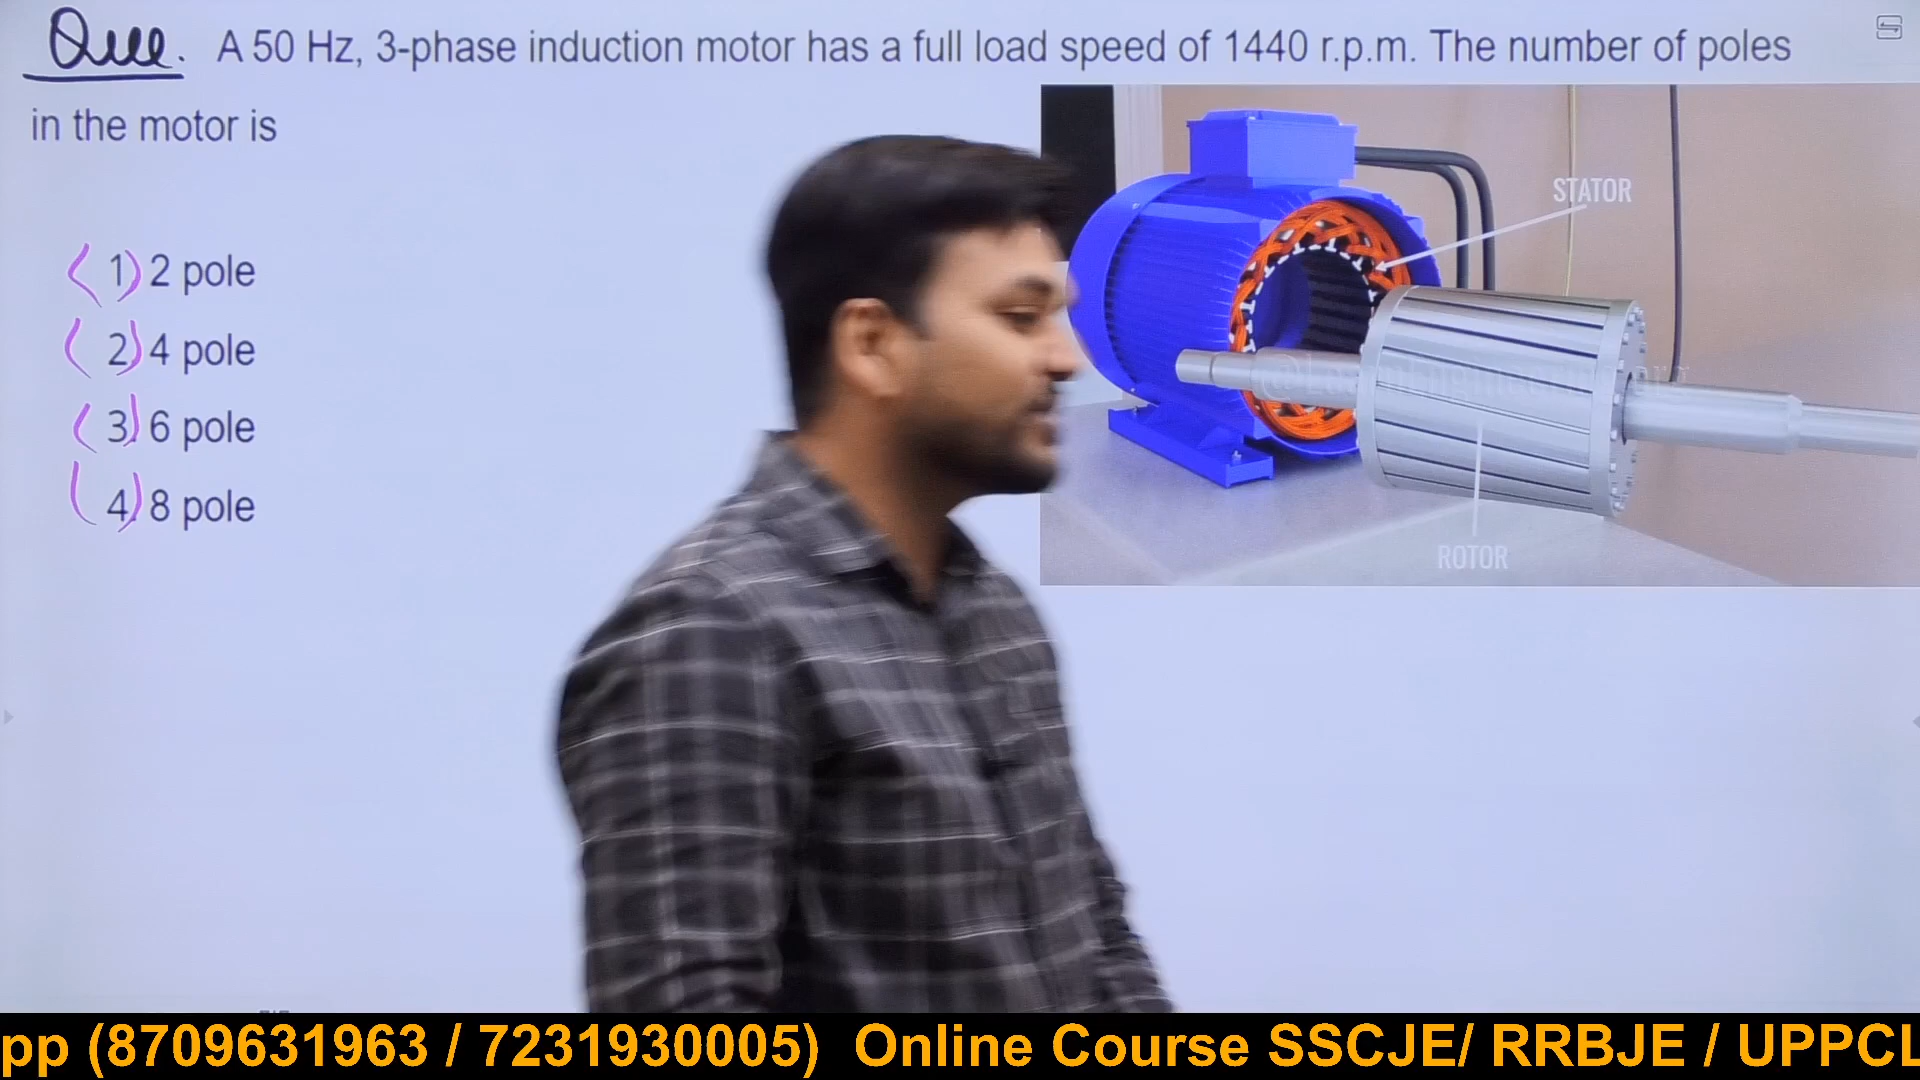 Que. A 50 Hz, 3-phase induction motor has a full load speed of 1440 r.p.m. The number of poles
in the motor is
(1) 2 pole
(2) 4 pole
(3) 6 pole
(4) 8 pole
STATOR
ROTOR
pp (8709631963 / 7231930005) Online Course SSCJE/ RRBJE / UPPCL